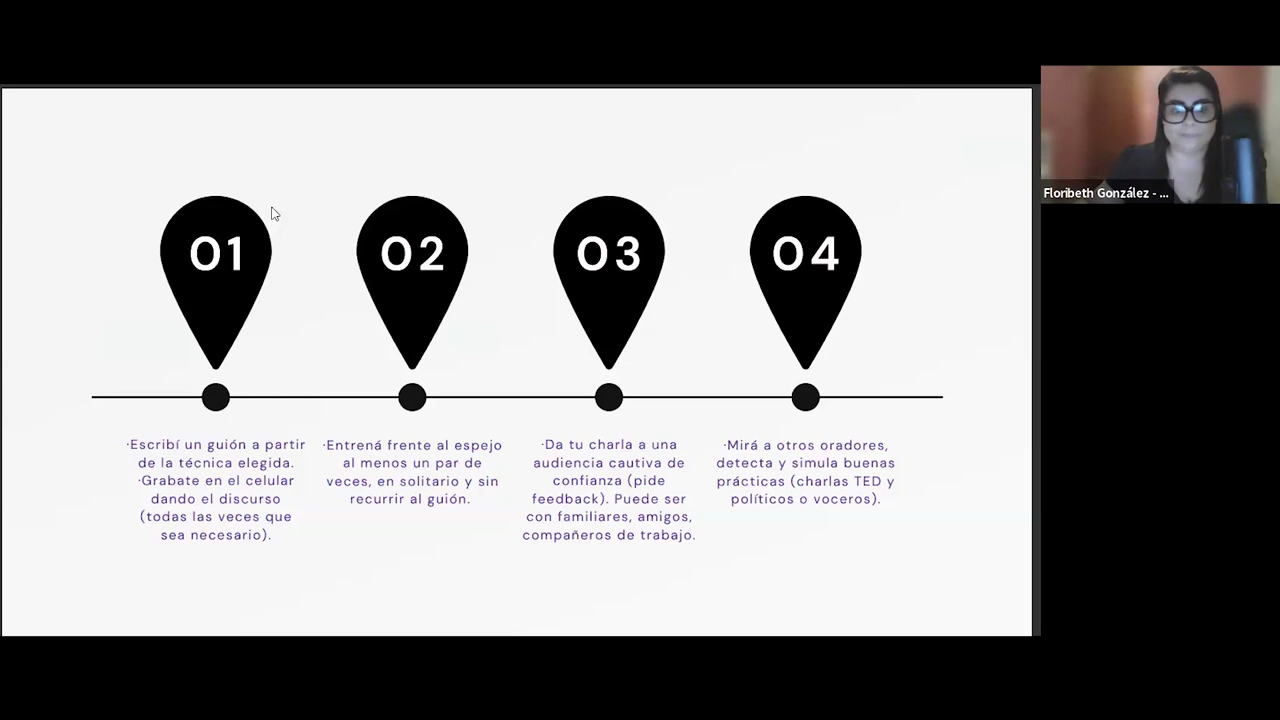 01
02
03
04
·Escribí un guión a partir
de la técnica elegida.
·Grabate en el celular
dando el discurso
(todas las veces que
sea necesario).
·Entrená frente al espejo
al menos un par de
veces, en solitario y sin
recurrir al guión.
·Da tu charla a una
audiencia cautiva de
confianza (pide
feedback). Puede ser
con familiares, amigos,
compañeros de trabajo.
·Mirá a otros oradores,
detecta y simula buenas
prácticas (charlas TED y
políticos o voceros).
Floribeth González - ...